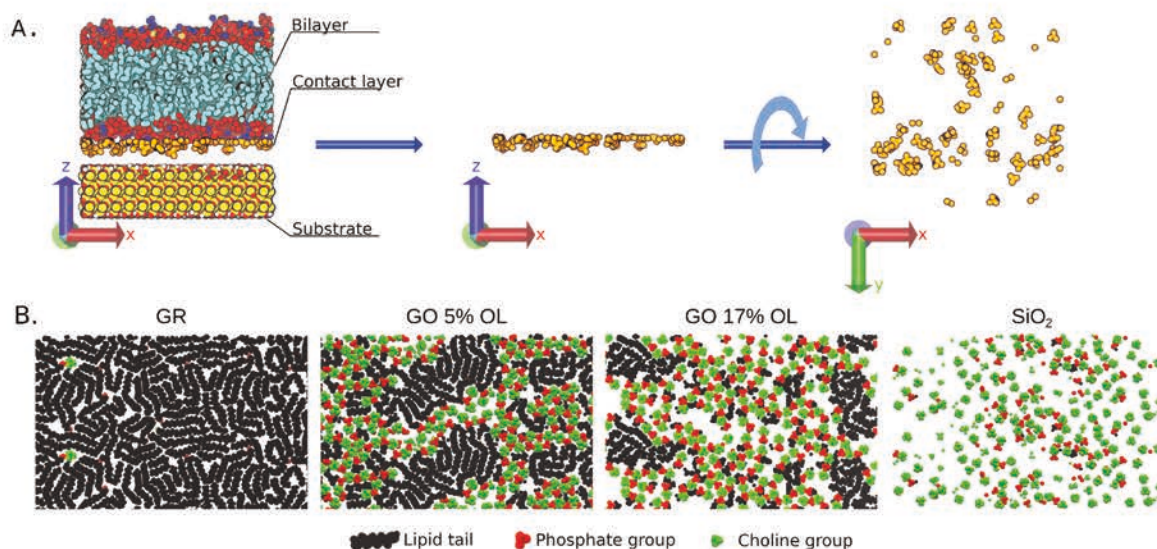 A.
Bilayer
Contact layer
Substrate
z
x
z
x
x
y
B.
GR
GO 5% OL
GO 17% OL
SiO₂
Lipid tail
Phosphate group
Choline group